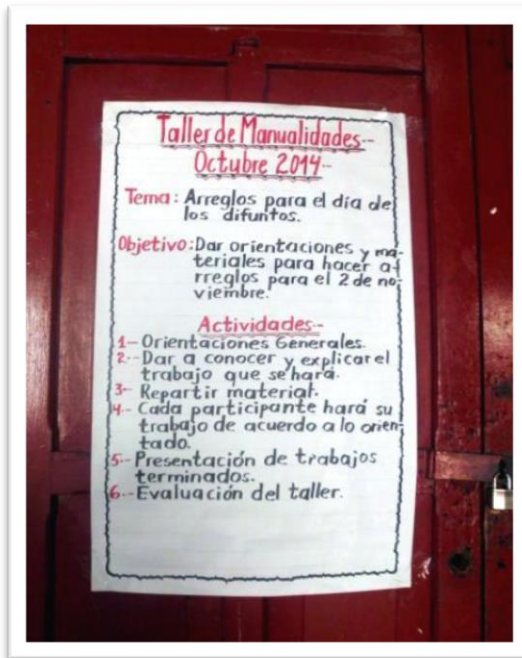 Taller de Manualidades.-
Octubre 2014.-
Tema: Arreglos para el día de
los difuntos.
Objetivo: Dar orientaciones y ma-
teriales para hacer a-
rreglos para el 2 de no-
viembre.
Actividades.-
1- Orientaciones Generales.
2.- Dar a conocer y explicar el
trabajo que se hará.
3- Repartir material.
4.- Cada participante hará su
trabajo de acuerdo a lo orien-
tado.
5.- Presentación de trabajos
terminados.
6.- Evaluación del taller.